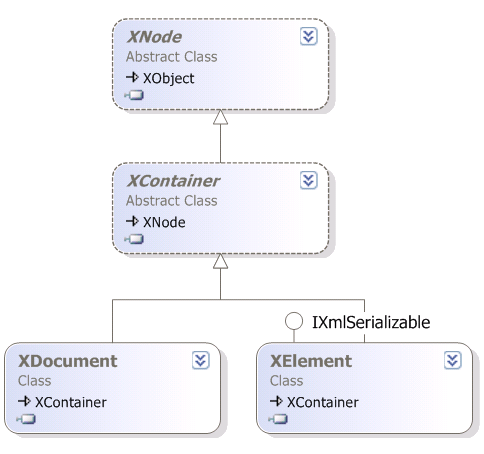 XNode
Abstract Class
XObject
XContainer
Abstract Class
XNode
IXmlSerializable
XDocument
Class
XContainer
XElement
Class
XContainer